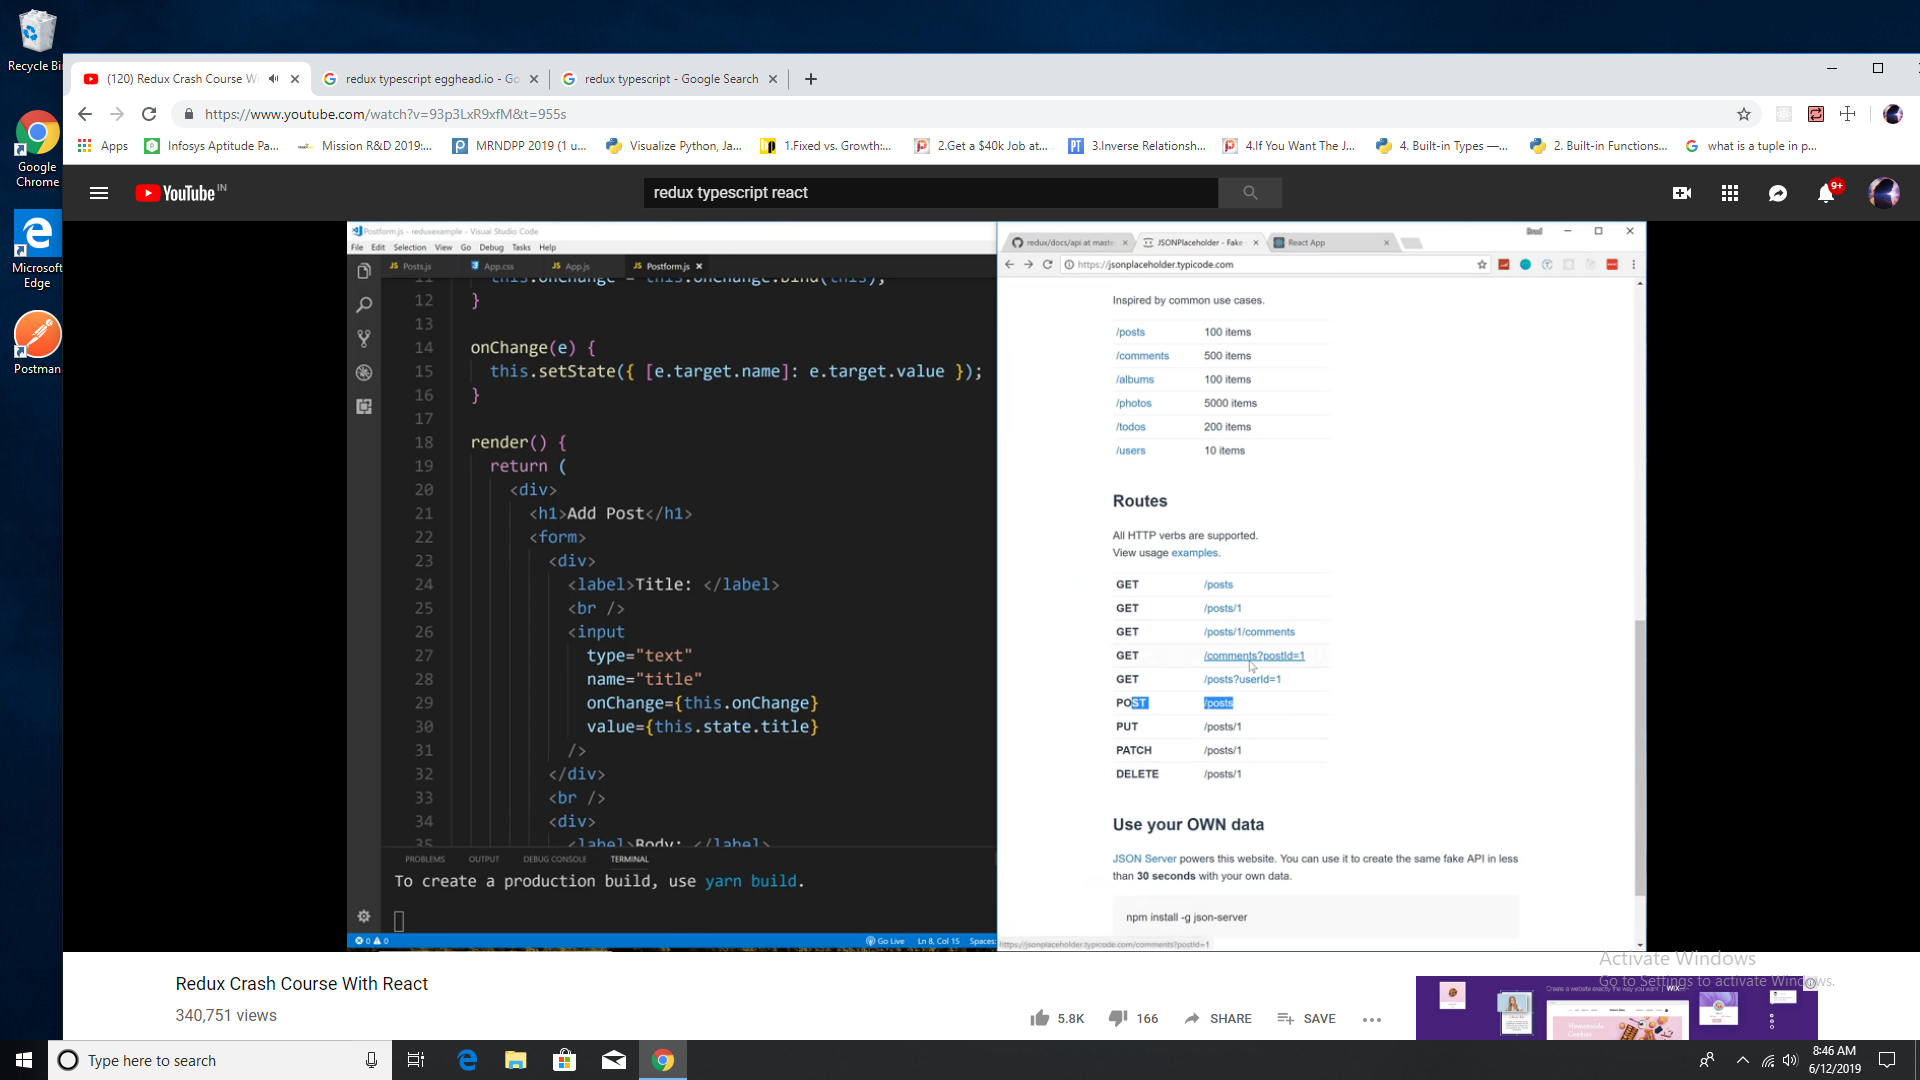 Recycle Bi
Google
Chrome
Microsoft
Edge
Postman
(120) Redux Crash Course W
redux typescript egghead.io - Go
redux typescript - Google Search
https://www.youtube.com/watch?v=93p3LxR9xfM&t=955s
Apps
Infosys Aptitude Pa...
Mission R&D 2019:...
MRNDPP 2019 (1 u...
Visualize Python, Ja...
1.Fixed vs. Growth:...
2.Get a $40k Job at...
3.Inverse Relationsh...
4.If You Want The J...
4. Built-in Types —...
2. Built-in Functions...
what is a tuple in p...
YouTube IN
redux typescript react
9+
Postform.js - reduxexample - Visual Studio Code
File Edit Selection View Go Debug Tasks Help
JS Posts.js
App.css
JS App.js
JS Postform.js
11 this.onChange = this.onChange.bind(this);
12 }
13
14 onChange(e) {
15 this.setState({ [e.target.name]: e.target.value });
16 }
17
18 render() {
19 return (
20 <div>
21 <h1>Add Post</h1>
22 <form>
23 <div>
24 <label>Title: </label>
25 <br />
26 <input
27 type="text"
28 name="title"
29 onChange={this.onChange}
30 value={this.state.title}
31 />
32 </div>
33 <br />
34 <div>
35 <label>Body: </label>
PROBLEMS OUTPUT DEBUG CONSOLE TERMINAL
To create a production build, use yarn build.
0 0
Go Live Ln 8, Col 15 Spaces:
redux/docs/api at maste
JSONPlaceholder - Fake
React App
Brad
https://jsonplaceholder.typicode.com
Inspired by common use cases.
/posts 100 items
/comments 500 items
/albums 100 items
/photos 5000 items
/todos 200 items
/users 10 items
Routes
All HTTP verbs are supported.
View usage examples.
GET /posts
GET /posts/1
GET /posts/1/comments
GET /comments?postId=1
GET /posts?userId=1
POST /posts
PUT /posts/1
PATCH /posts/1
DELETE /posts/1
Use your OWN data
JSON Server powers this website. You can use it to create the same fake API in less
than 30 seconds with your own data.
npm install -g json-server
https://jsonplaceholder.typicode.com/comments?postId=1
Redux Crash Course With React
340,751 views
5.8K
166
SHARE
SAVE
Activate Windows
Go to Settings to activate Windows.
Create a website exactly the way you want | WIX
Homemade
Cookies
Type here to search
8:46 AM
6/12/2019